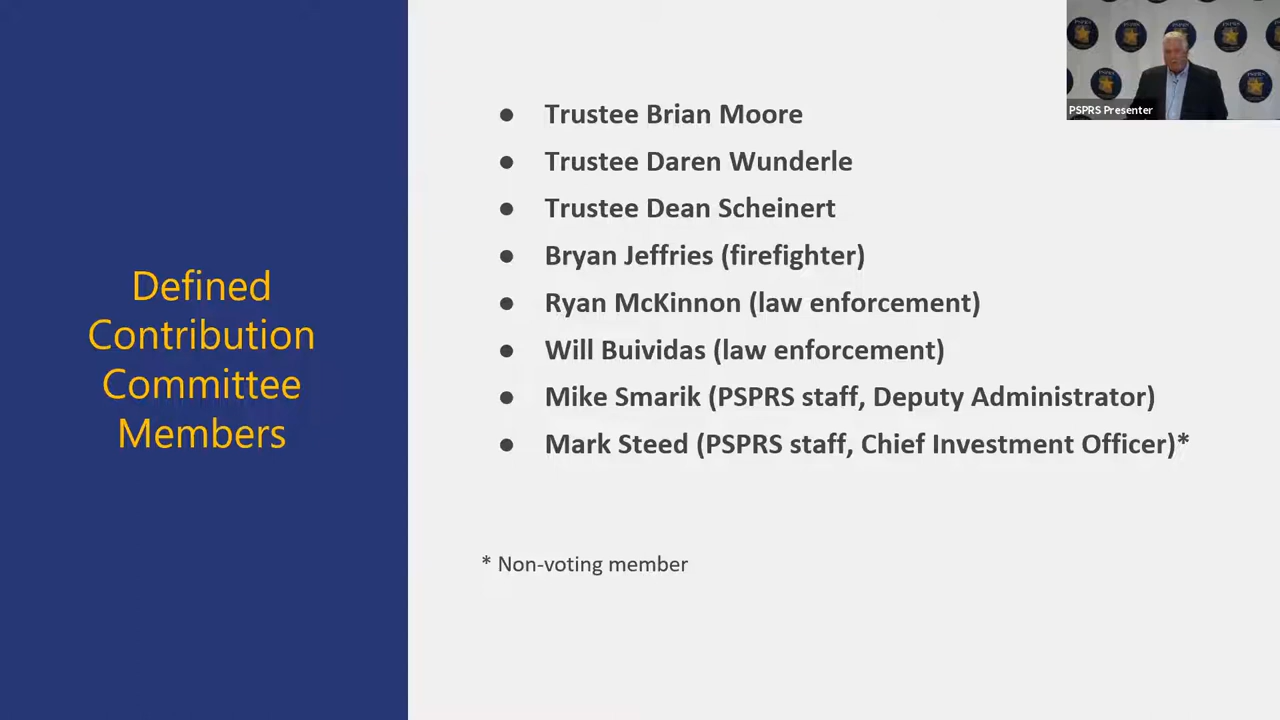 Defined
Contribution
Committee
Members
● Trustee Brian Moore
● Trustee Daren Wunderle
● Trustee Dean Scheinert
● Bryan Jeffries (firefighter)
● Ryan McKinnon (law enforcement)
● Will Buividas (law enforcement)
● Mike Smarik (PSPRS staff, Deputy Administrator)
● Mark Steed (PSPRS staff, Chief Investment Officer)*
* Non-voting member
PSPRS Presenter